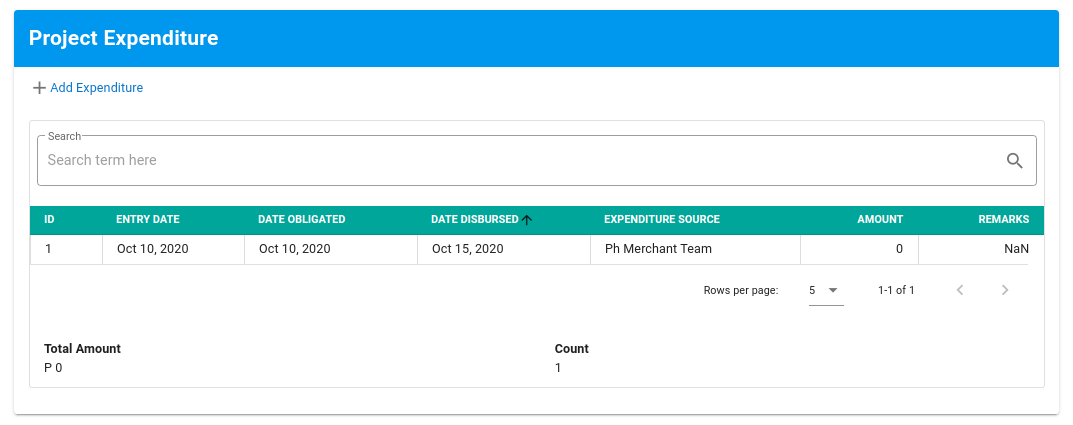 Project Expenditure
Add Expenditure
Search
Search term here
ID ENTRY DATE DATE OBLIGATED DATE DISBURSED EXPENDITURE SOURCE AMOUNT REMARKS
1 Oct 10, 2020 Oct 10, 2020 Oct 15, 2020 Ph Merchant Team 0 NaN
Rows per page: 5 1-1 of 1
Total Amount Count
P 0 1